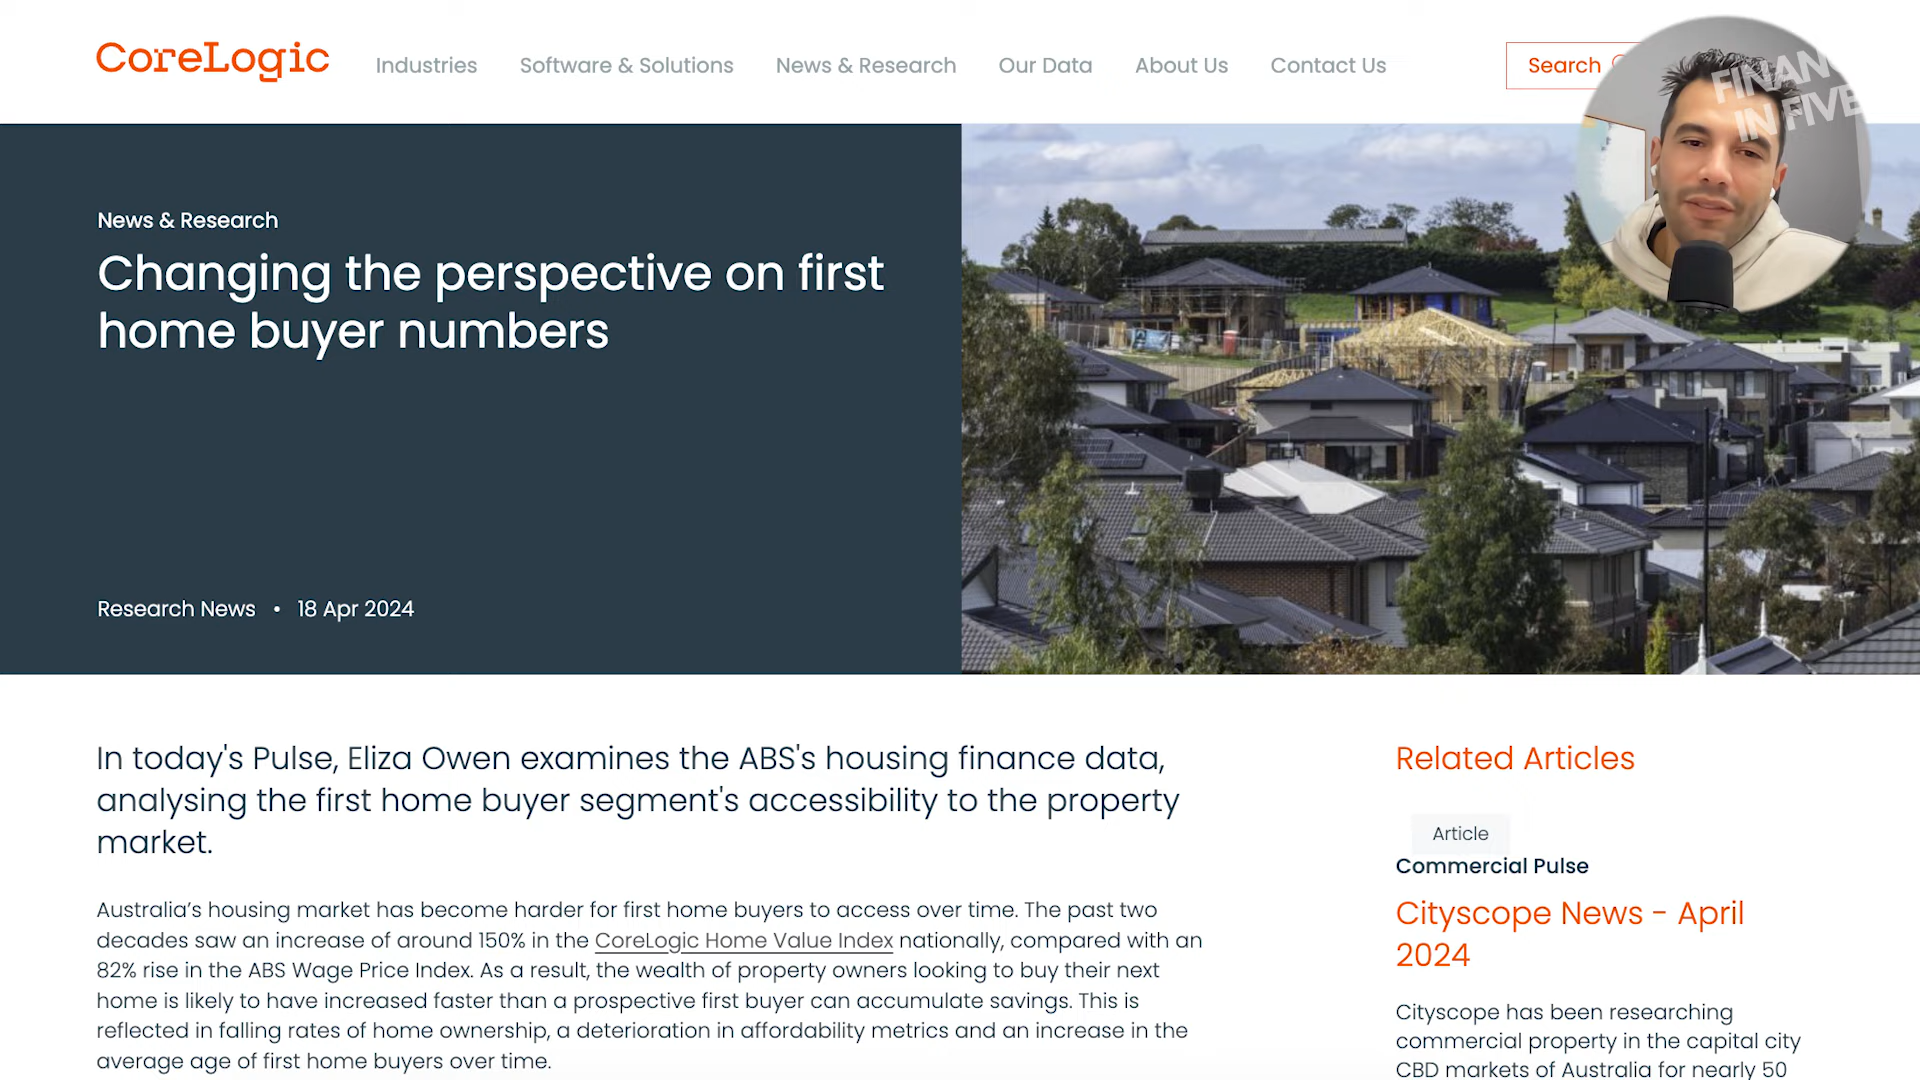 CoreLogic
Industries
Software & Solutions
News & Research
Our Data
About Us
Contact Us
Search
FINAN
IN FIVE
News & Research
Changing the perspective on first
home buyer numbers
Research News • 18 Apr 2024
In today's Pulse, Eliza Owen examines the ABS's housing finance data,
analysing the first home buyer segment's accessibility to the property
market.
Australia’s housing market has become harder for first home buyers to access over time. The past two
decades saw an increase of around 150% in the CoreLogic Home Value Index nationally, compared with an
82% rise in the ABS Wage Price Index. As a result, the wealth of property owners looking to buy their next
home is likely to have increased faster than a prospective first buyer can accumulate savings. This is
reflected in falling rates of home ownership, a deterioration in affordability metrics and an increase in the
average age of first home buyers over time.
Related Articles
Article
Commercial Pulse
Cityscope News - April
2024
Cityscope has been researching
commercial property in the capital city
CBD markets of Australia for nearly 50